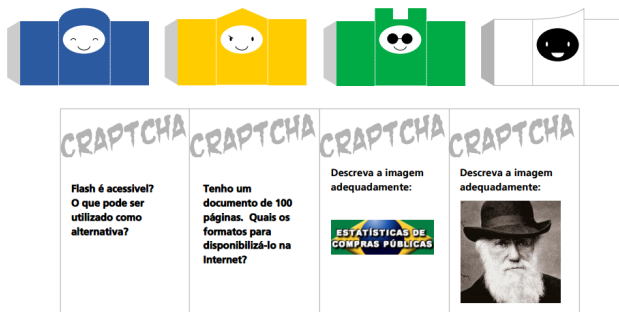 CRAPTCHA
Flash é acessivel?
O que pode ser
utilizado como
alternativa?
CRAPTCHA
Tenho um
documento de 100
páginas. Quais os
formatos para
disponibilizá-lo na
Internet?
CRAPTCHA
Descreva a imagem
adequadamente:
ESTATÍSTICAS DE
COMPRAS PÚBLICAS
CRAPTCHA
Descreva a imagem
adequadamente: